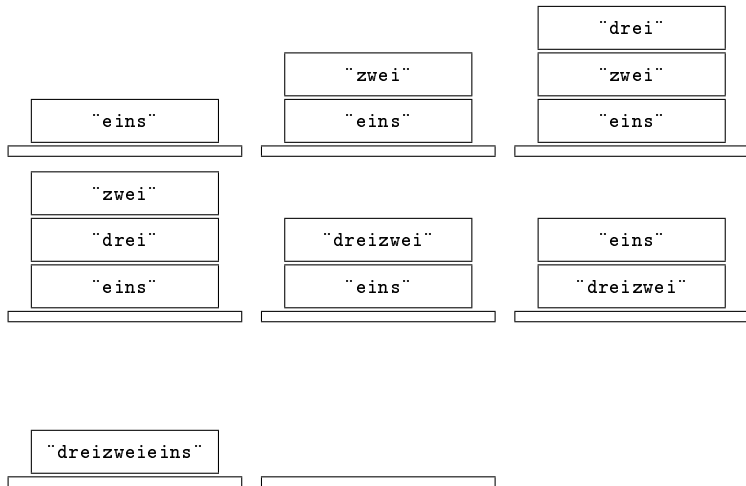 ¨drei¨
¨zwei¨ ¨zwei¨
¨eins¨ ¨eins¨ ¨eins¨
¨zwei¨
¨drei¨ ¨dreizwei¨ ¨eins¨
¨eins¨ ¨eins¨ ¨dreizwei¨
¨dreizweieins¨